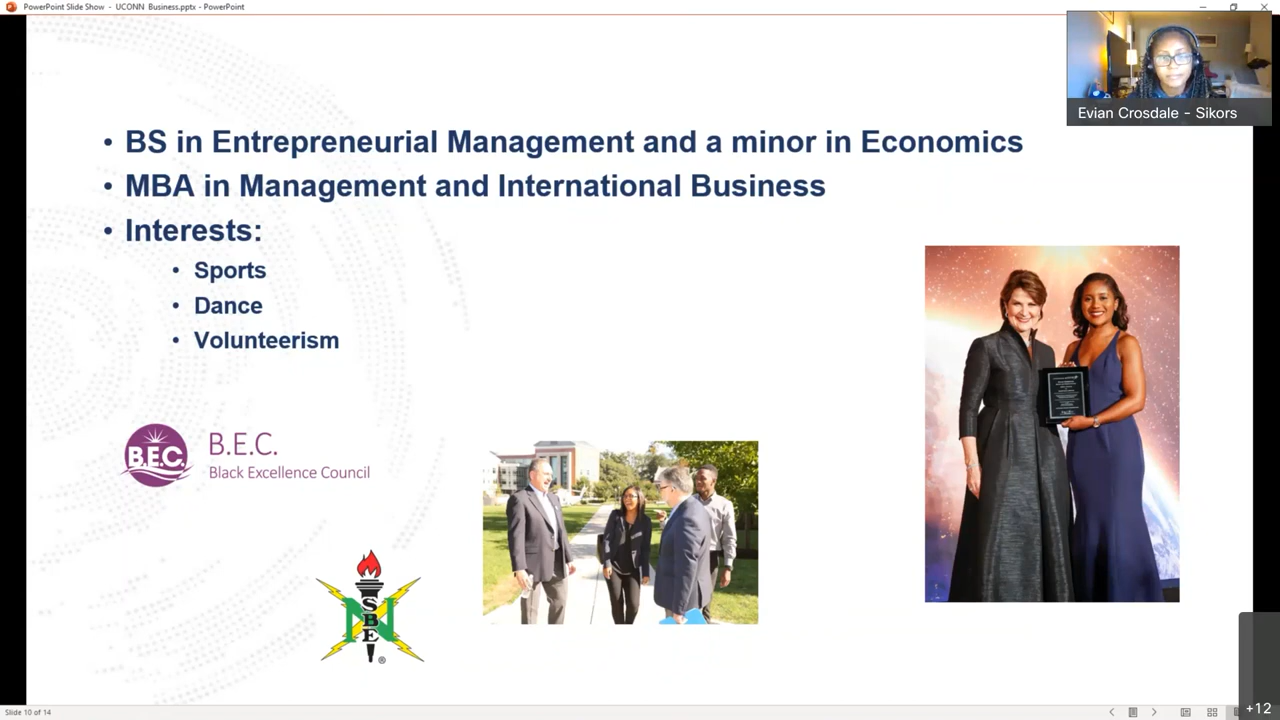 PowerPoint Slide Show - UCONN Business.pptx - PowerPoint
Evian Crosdale - Sikors
• BS in Entrepreneurial Management and a minor in Economics
• MBA in Management and International Business
• Interests:
• Sports
• Dance
• Volunteerism
B.E.C.
B.E.C.
Black Excellence Council
NSBE
®
Slide 10 of 14
+12